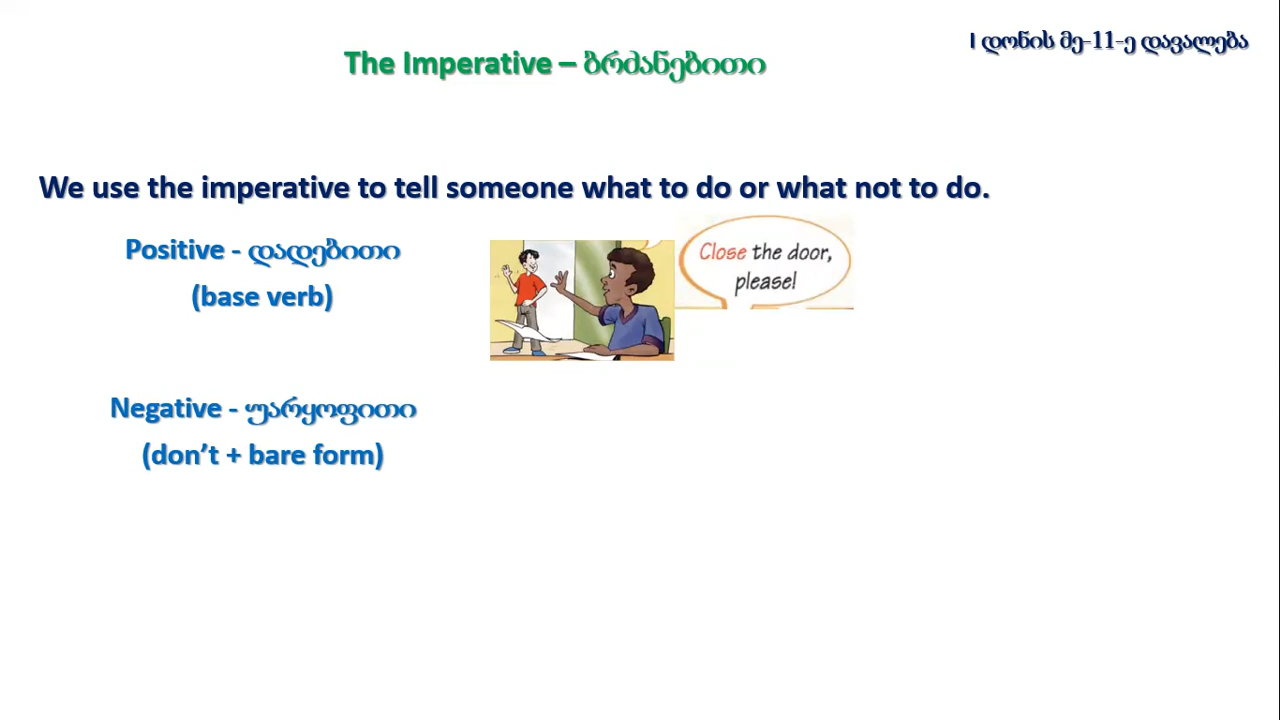 I დონის მე-11-ე დავალება
The Imperative – ბრძანებითი
We use the imperative to tell someone what to do or what not to do.
Positive - დადებითი
(base verb)
Close the door,
please!
Negative - უარყოფითი
(don’t + bare form)